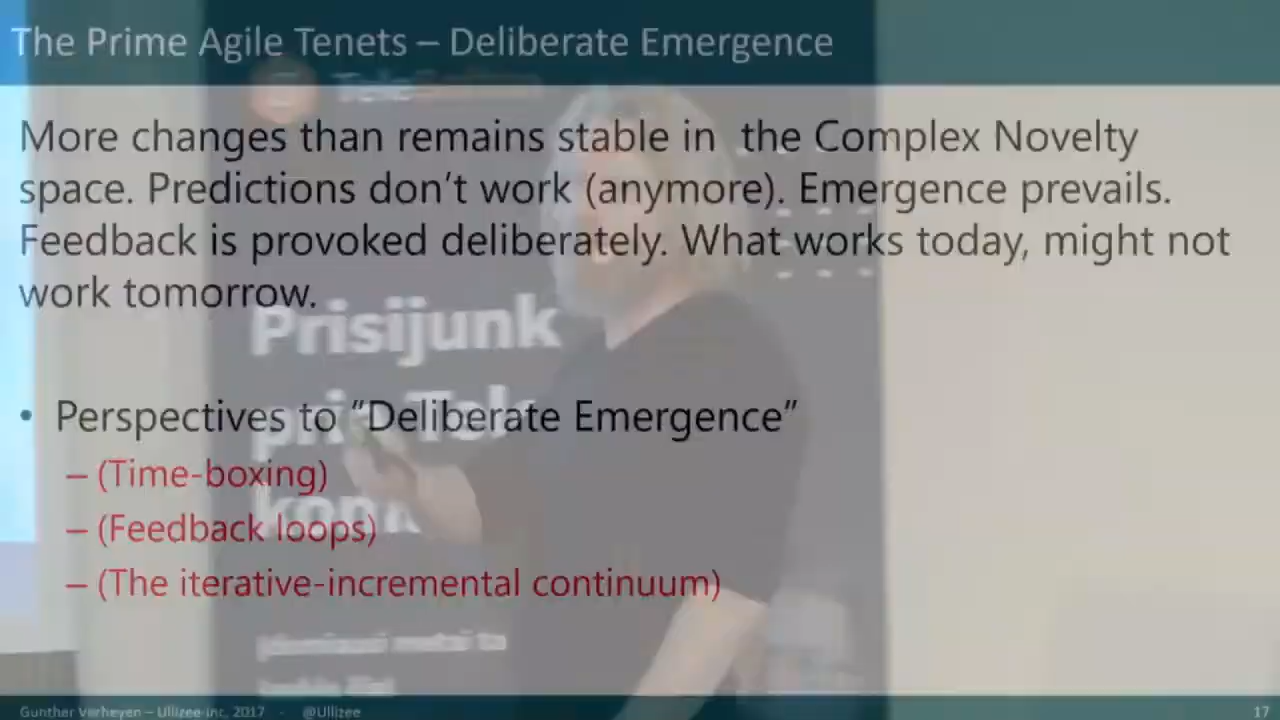 The Prime Agile Tenets – Deliberate Emergence
More changes than remains stable in the Complex Novelty
space. Predictions don’t work (anymore). Emergence prevails.
Feedback is provoked deliberately. What works today, might not
work tomorrow.
Prisijunk
pri Tele
• Perspectives to “Deliberate Emergence”
– (Time-boxing)
– (Feedback loops)
– (The iterative-incremental continuum)
Gunther Verheyen – Ullizee-Inc, 2017 - @Ullizee
17